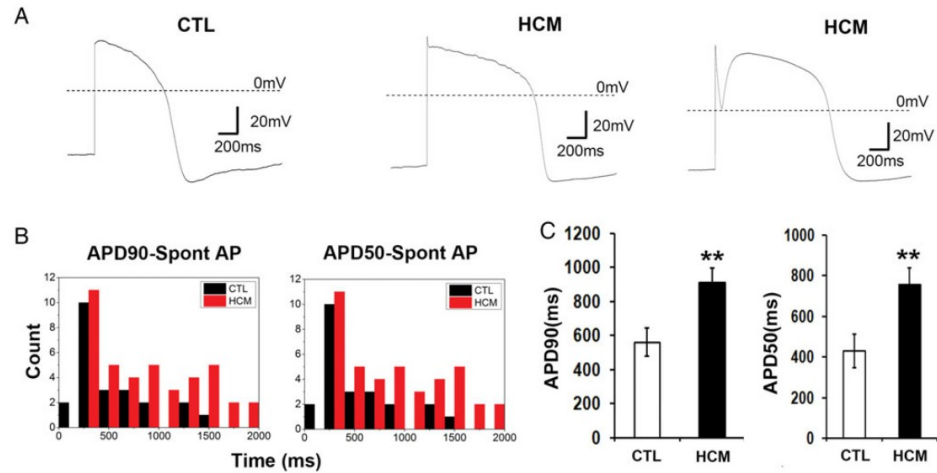 A
CTL
HCM
HCM
0mV
20mV
200ms
0mV
20mV
200ms
0mV
20mV
200ms
B
APD90-Spont AP
APD50-Spont AP
Count
12
10
8
6
4
2
0
CTL
HCM
0
500
1000
1500
2000
12
10
8
6
4
2
0
CTL
HCM
0
500
1000
1500
2000
Time (ms)
C
APD90(ms)
1200
1000
800
600
400
200
0
**
CTL
HCM
APD50(ms)
1000
800
600
400
200
0
**
CTL
HCM